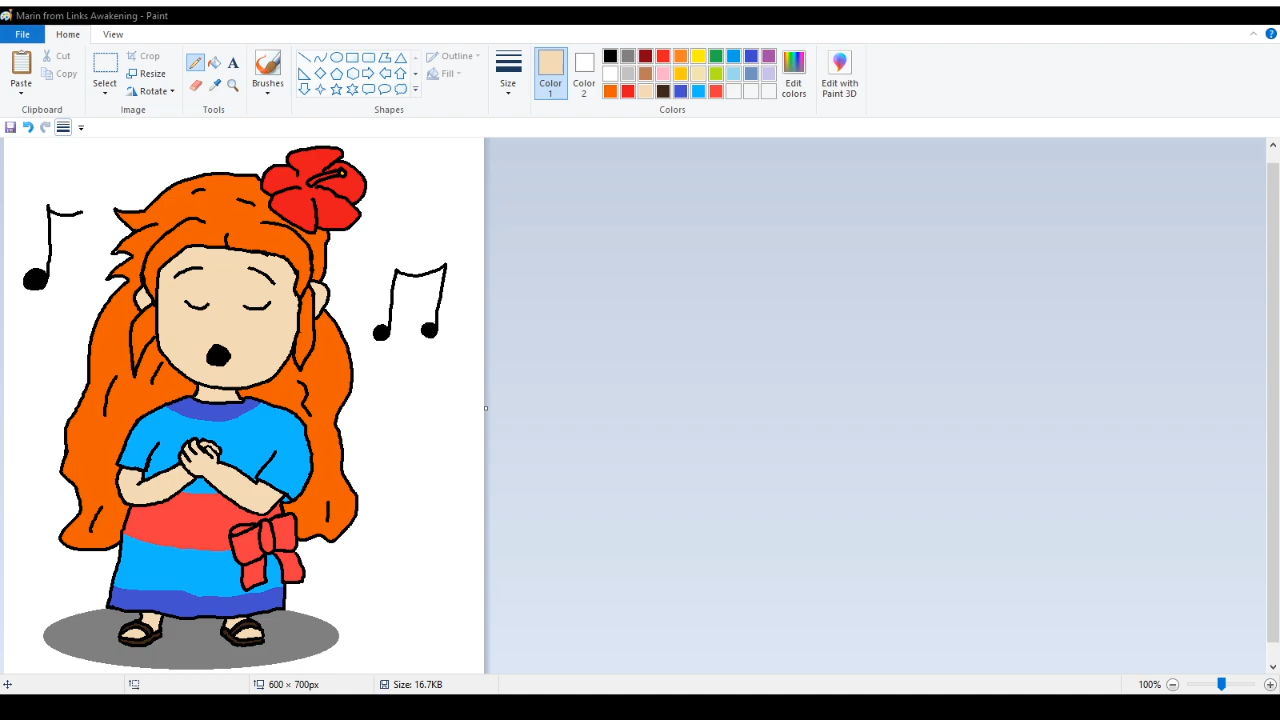 Marin from Links Awakening - Paint
File Home View
Paste
Cut
Copy
Clipboard
Select
Crop
Resize
Rotate
Image
A
Tools
Brushes
Outline
Fill
Shapes
Size
Color 1
Color 2
Edit colors
Colors
Edit with Paint 3D
600 × 700px
Size: 16.7KB
100%